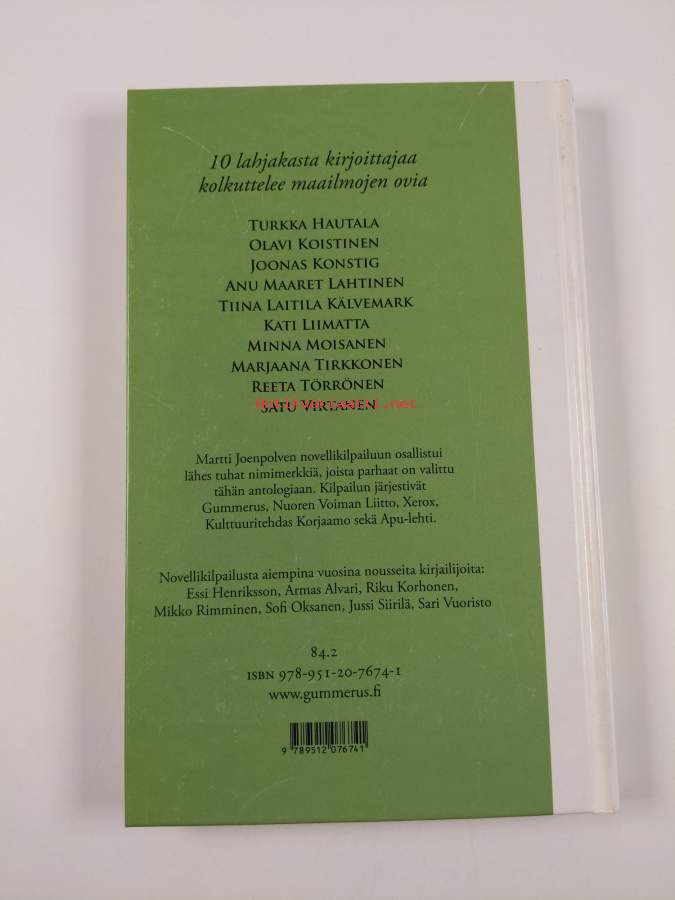 10 lahjakasta kirjoittajaa
kolkuttelee maailmojen ovia
Turkka Hautala
Olavi Koistinen
Joonas Konstig
Anu Maaret Lahtinen
Tiina Laitila Kälvemark
Kati Liimatta
Minna Moisanen
Marjaana Tirkkonen
Reeta Törrönen
Satu Virtanen
Martti Joenpolven novellikilpailuun osallistui
lähes tuhat nimimerkkiä, joista parhaat on valittu
tähän antologiaan. Kilpailun järjestivät
Gummerus, Nuoren Voiman Liitto, Xerox,
Kulttuuritehdas Korjaamo sekä Apu-lehti.
Novellikilpailusta aiempina vuosina nousseita kirjailijoita:
Essi Henriksson, Armas Alvari, Riku Korhonen,
Mikko Rimminen, Sofi Oksanen, Jussi Siirilä, Sari Vuoristo
84.2
ISBN 978-951-20-7674-1
www.gummerus.fi
9 789512 076741